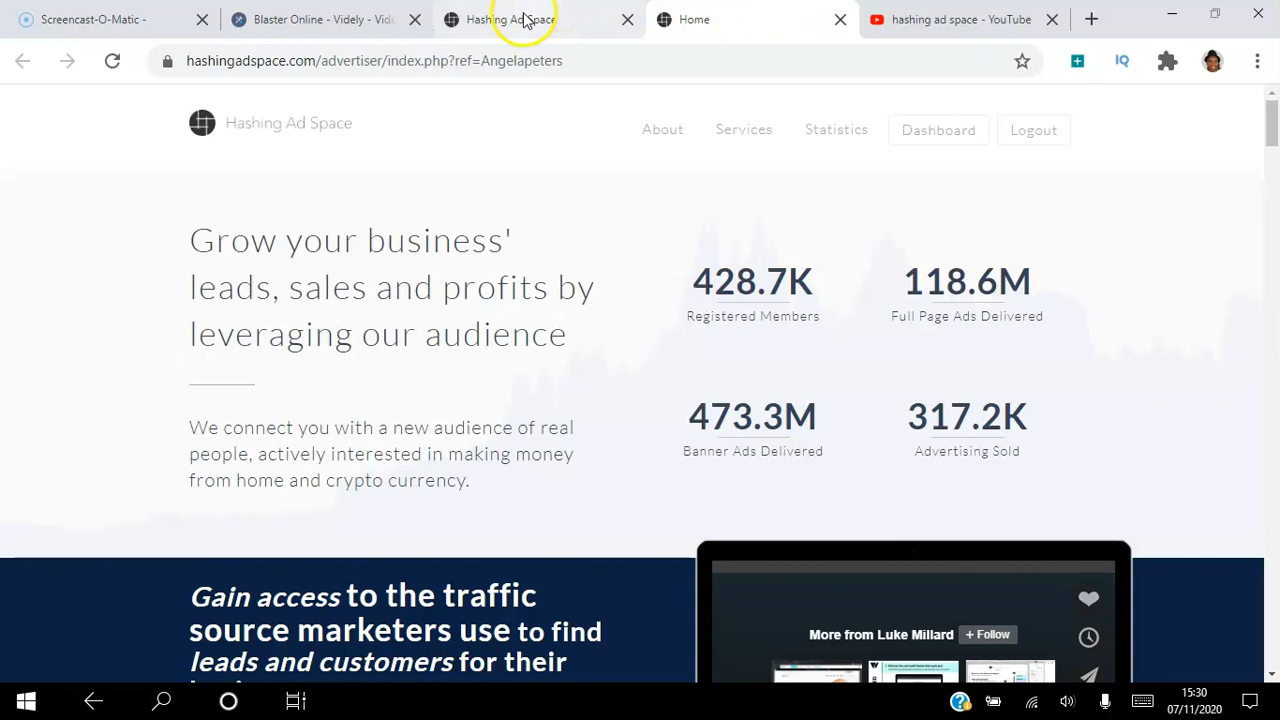 Screencast-O-Matic -
Blaster Online - Videly - Vide
Hashing Ad Space
Home
hashing ad space - YouTube
hashingadspace.com/advertiser/index.php?ref=Angelapeters
IQ
Hashing Ad Space
About
Services
Statistics
Dashboard
Logout
Grow your business'
leads, sales and profits by
leveraging our audience
428.7K
118.6M
Registered Members
Full Page Ads Delivered
473.3M
317.2K
Banner Ads Delivered
Advertising Sold
We connect you with a new audience of real
people, actively interested in making money
from home and crypto currency.
Gain access to the traffic
source marketers use to find
leads and customers for their
More from Luke Millard
+ Follow
15:30
07/11/2020